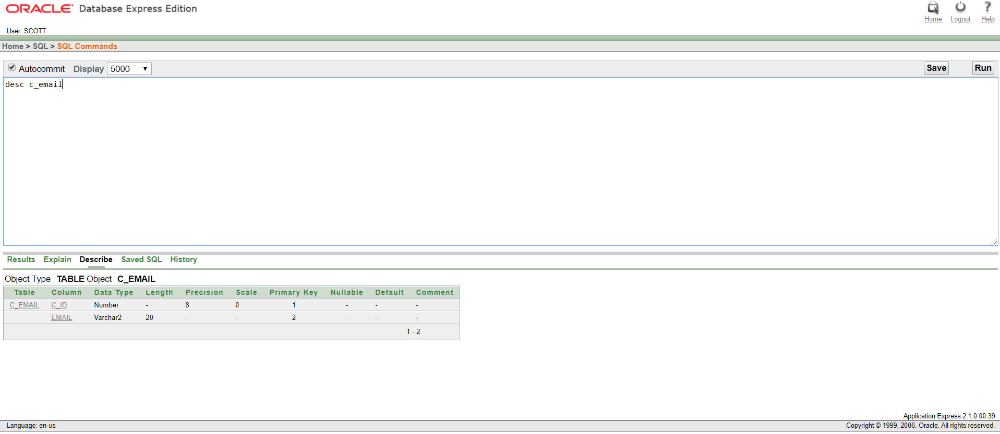 ORACLE Database Express Edition
Home Logout Help
User: SCOTT
Home > SQL > SQL Commands
Autocommit Display 5000 Save Run
desc c_email
Results Explain Describe Saved SQL History
Object Type TABLE Object C_EMAIL
Table Column Data Type Length Precision Scale Primary Key Nullable Default Comment
C_EMAIL C_ID Number - 8 0 1 - - -
EMAIL Varchar2 20 - - 2 - - -
1 - 2
Application Express 2.1.0.00.39
Language: en-us Copyright © 1999, 2006, Oracle. All rights reserved.